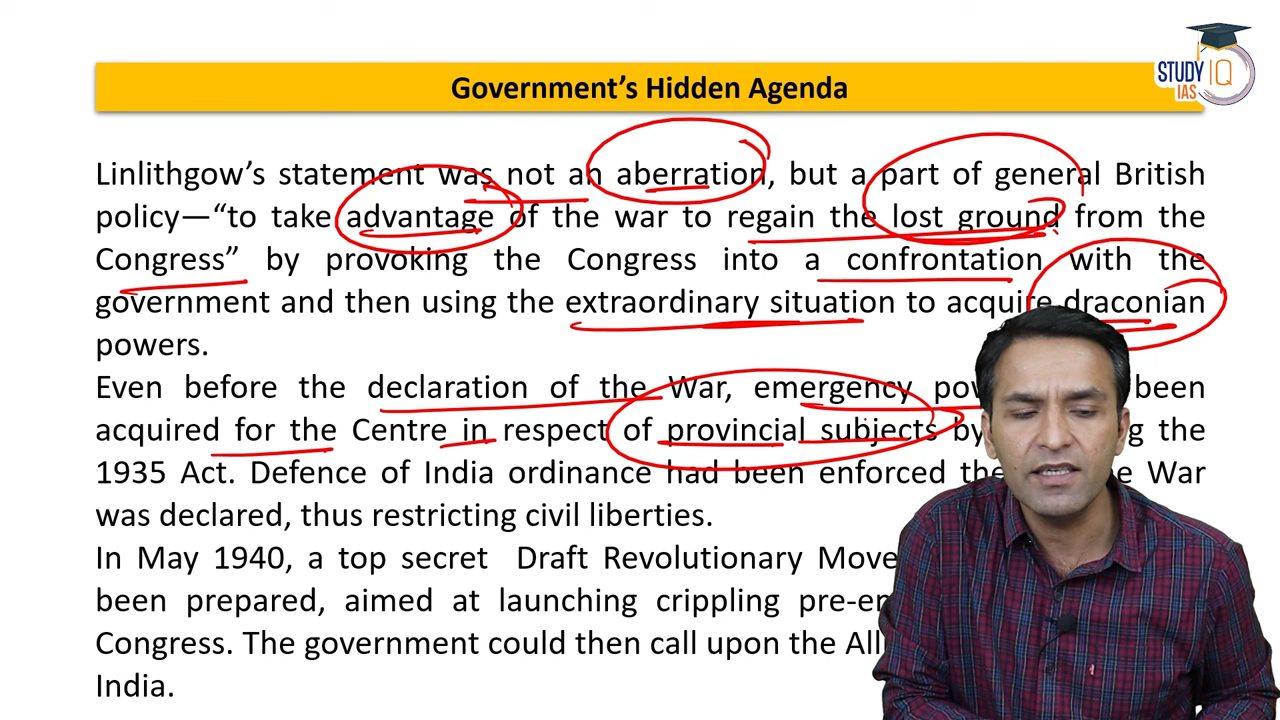 Government's Hidden Agenda
STUDY IQ
IAS
Linlithgow's statement was not an aberration, but a part of general British
policy—“to take advantage of the war to regain the lost ground from the
Congress” by provoking the Congress into a confrontation with the
government and then using the extraordinary situation to acquire draconian
powers.
Even before the declaration of the War, emergency been
acquired for the Centre in respect of provincial subjects by the
1935 Act. Defence of India ordinance had been enforced War
was declared, thus restricting civil liberties.
In May 1940, a top secret Draft Revolutionary
been prepared, aimed at launching crippling
Congress. The government could then call upon the
India.